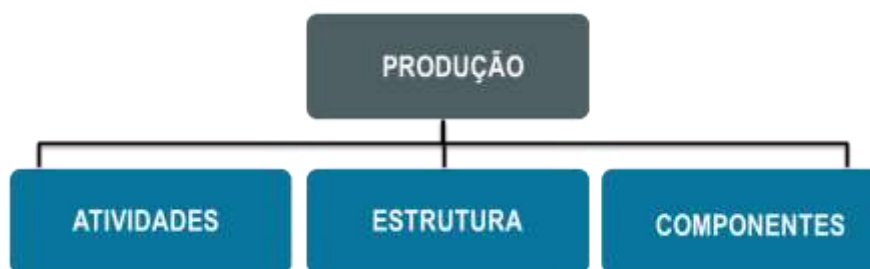 PRODUÇÃO
ATIVIDADES
ESTRUTURA
COMPONENTES